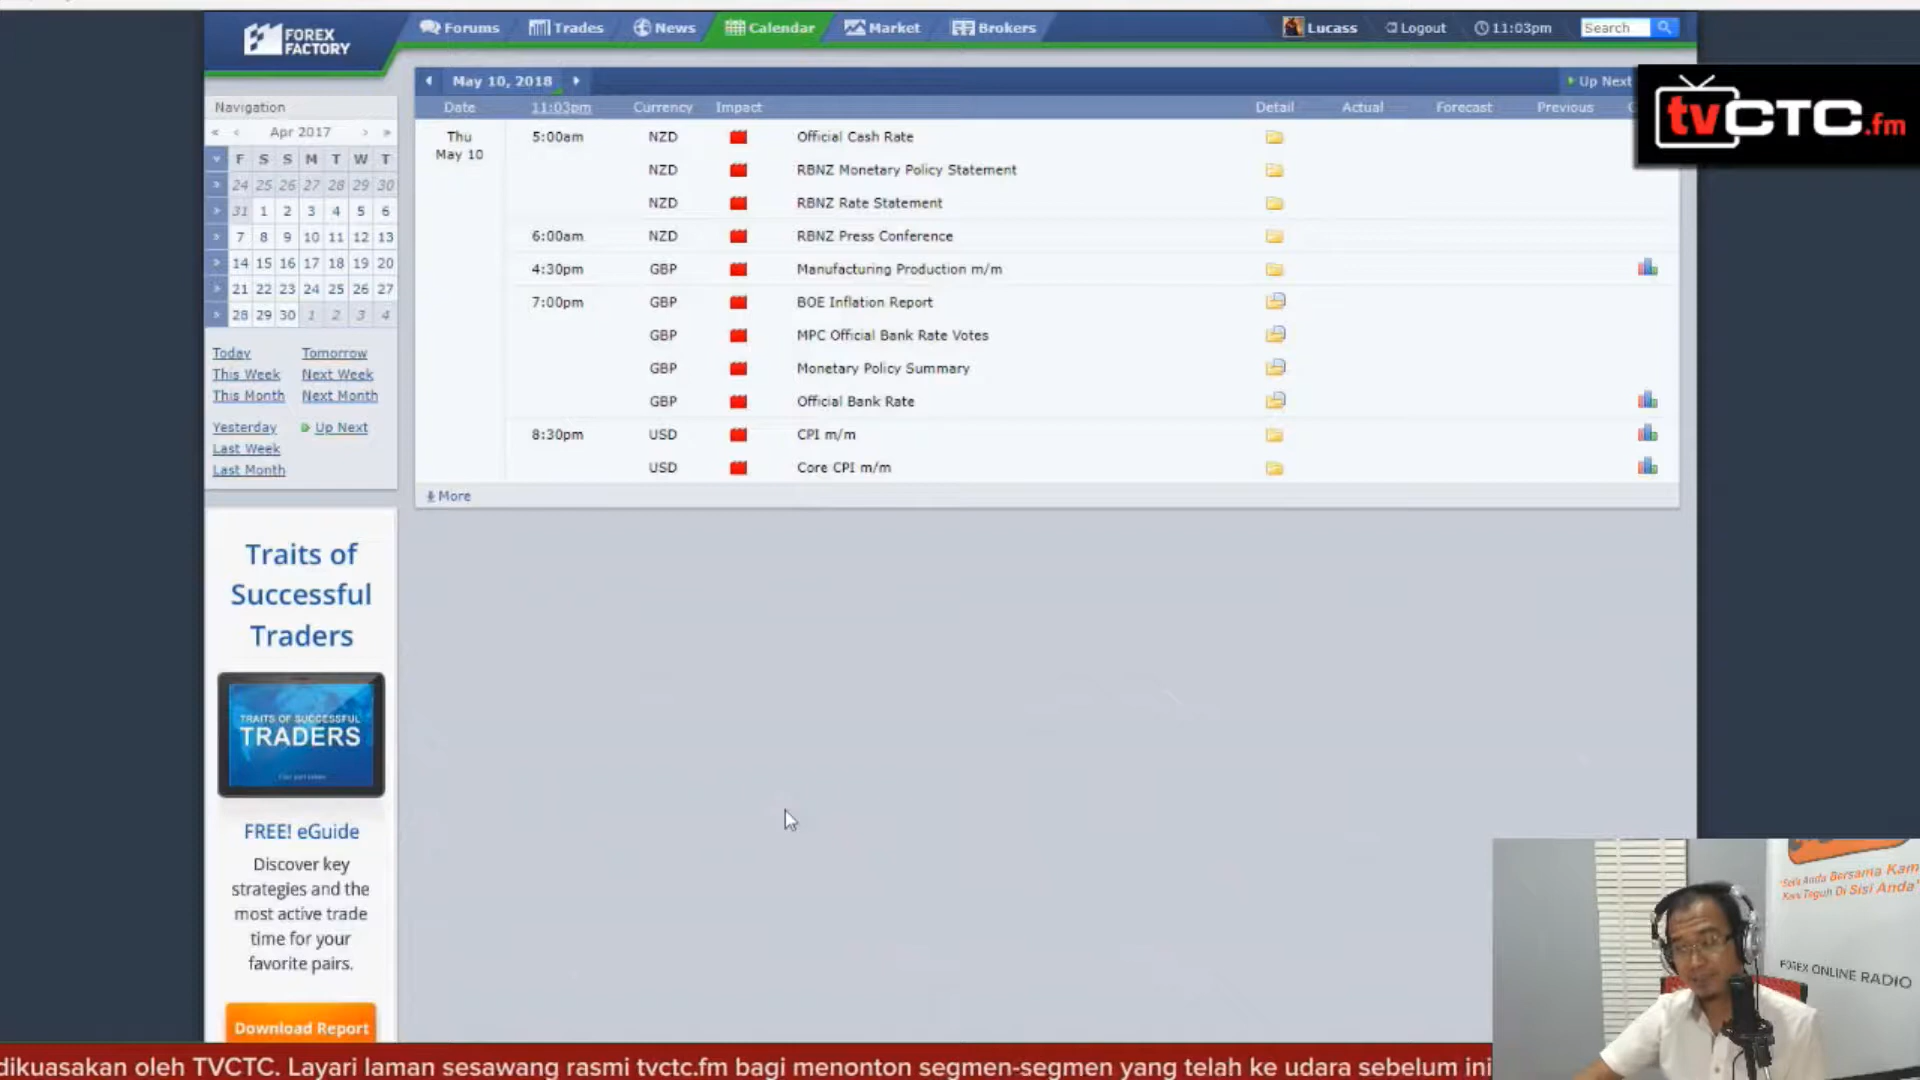 FOREX
FACTORY
Forums
Trades
News
Calendar
Market
Brokers
Lucass
Logout
11:03pm
Search
May 10, 2018
Up Next
tvCTC.fm
Navigation
Date 11:03pm Currency Impact Detail Actual Forecast Previous
« ‹ Apr 2017 › »
F S S M T W T
24 25 26 27 28 29 30
31 1 2 3 4 5 6
7 8 9 10 11 12 13
14 15 16 17 18 19 20
21 22 23 24 25 26 27
28 29 30 1 2 3 4
Today Tomorrow
This Week Next Week
This Month Next Month
Yesterday Up Next
Last Week
Last Month
Thu
May 10
5:00am NZD Official Cash Rate
NZD RBNZ Monetary Policy Statement
NZD RBNZ Rate Statement
6:00am NZD RBNZ Press Conference
4:30pm GBP Manufacturing Production m/m
7:00pm GBP BOE Inflation Report
GBP MPC Official Bank Rate Votes
GBP Monetary Policy Summary
GBP Official Bank Rate
8:30pm USD CPI m/m
USD Core CPI m/m
More
Traits of
Successful
Traders
TRAITS OF SUCCESSFUL
TRADERS
FREE! eGuide
Discover key
strategies and the
most active trade
time for your
favorite pairs.
Download Report
Anda Bersama Kam
Teguh Di Sisi Anda"
FOREX ONLINE RADIO
dikuasakan oleh TVCTC. Layari laman sesawang rasmi tvctc.fm bagi menonton segmen-segmen yang telah ke udara sebelum ini